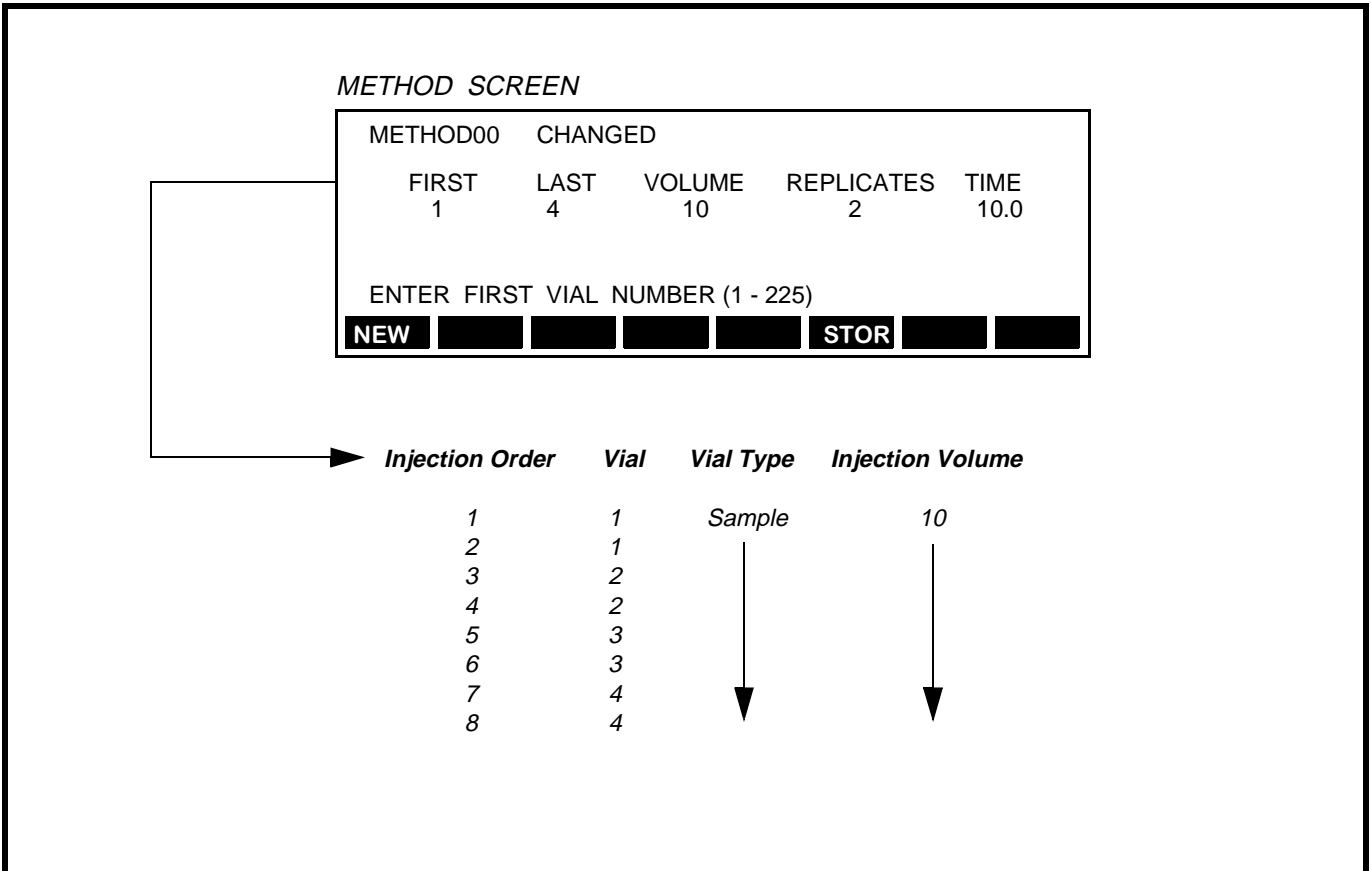 METHOD SCREEN
METHOD00 CHANGED
FIRST LAST VOLUME REPLICATES TIME
1 4 10 2 10.0
ENTER FIRST VIAL NUMBER (1 - 225)
NEW STOR
Injection Order Vial Vial Type Injection Volume
1 1 Sample 10
2 1
3 2
4 2
5 3
6 3
7 4
8 4